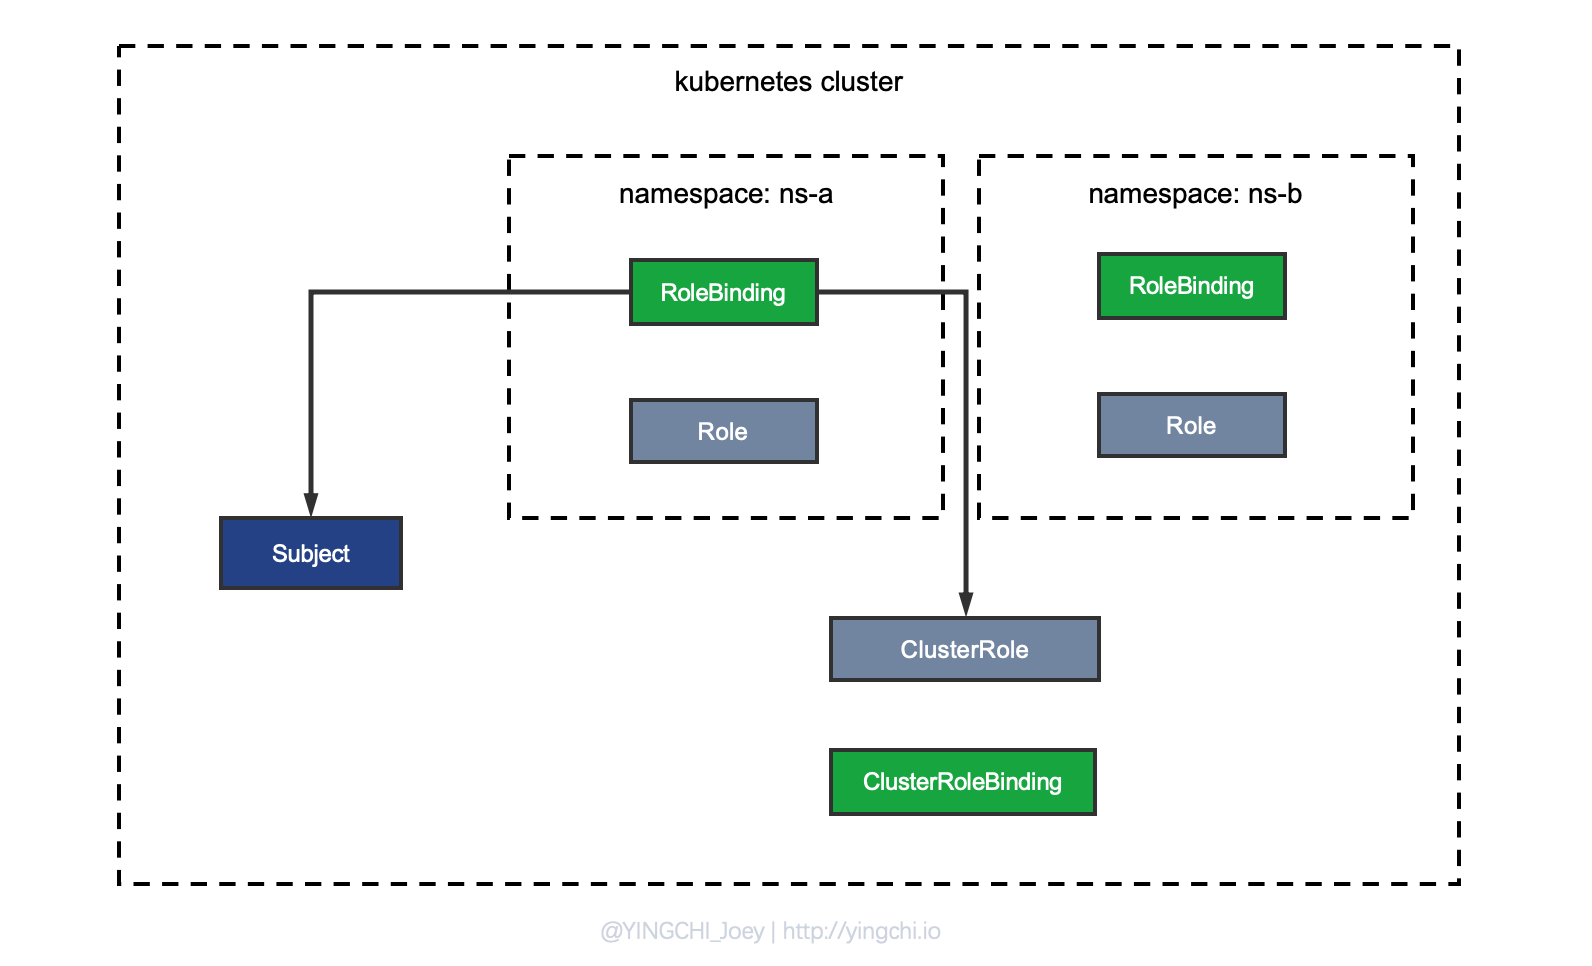 kubernetes cluster
namespace: ns-a
RoleBinding
Role
namespace: ns-b
RoleBinding
Role
Subject
ClusterRole
ClusterRoleBinding
@YINGCHI_Joey | http://yingchi.io